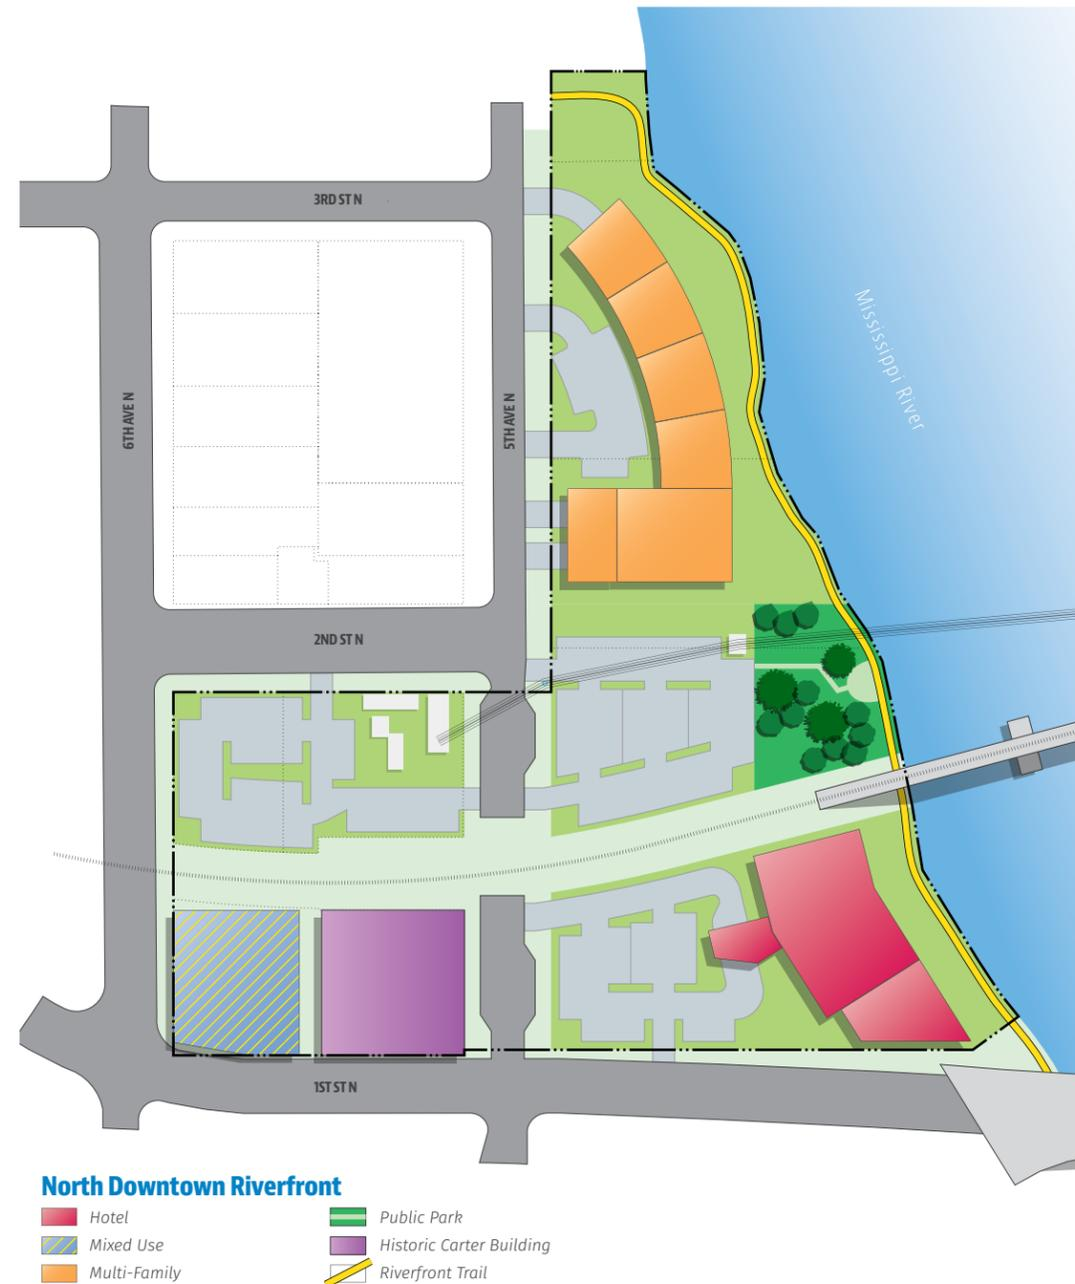 3RD ST N
Mississippi River
6TH AVE N
5TH AVE N
2ND ST N
1ST ST N
North Downtown Riverfront
Hotel
Public Park
Mixed Use
Historic Carter Building
Multi-Family
Riverfront Trail